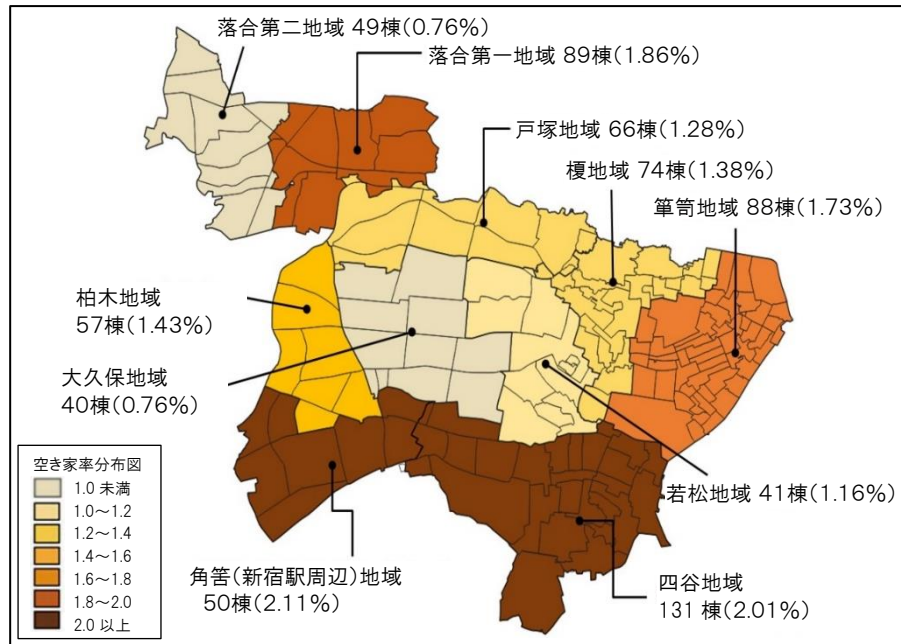 落合第二地域 49棟(0.76%)
落合第一地域 89棟(1.86%)
戸塚地域 66棟(1.28%)
榎地域 74棟(1.38%)
箪笥地域 88棟(1.73%)
柏木地域
57棟(1.43%)
大久保地域
40棟(0.76%)
若松地域 41棟(1.16%)
角筈(新宿駅周辺)地域
50棟(2.11%)
四谷地域
131 棟(2.01%)
空き家率分布図
1.0 未満
1.0～1.2
1.2～1.4
1.4～1.6
1.6～1.8
1.8～2.0
2.0 以上